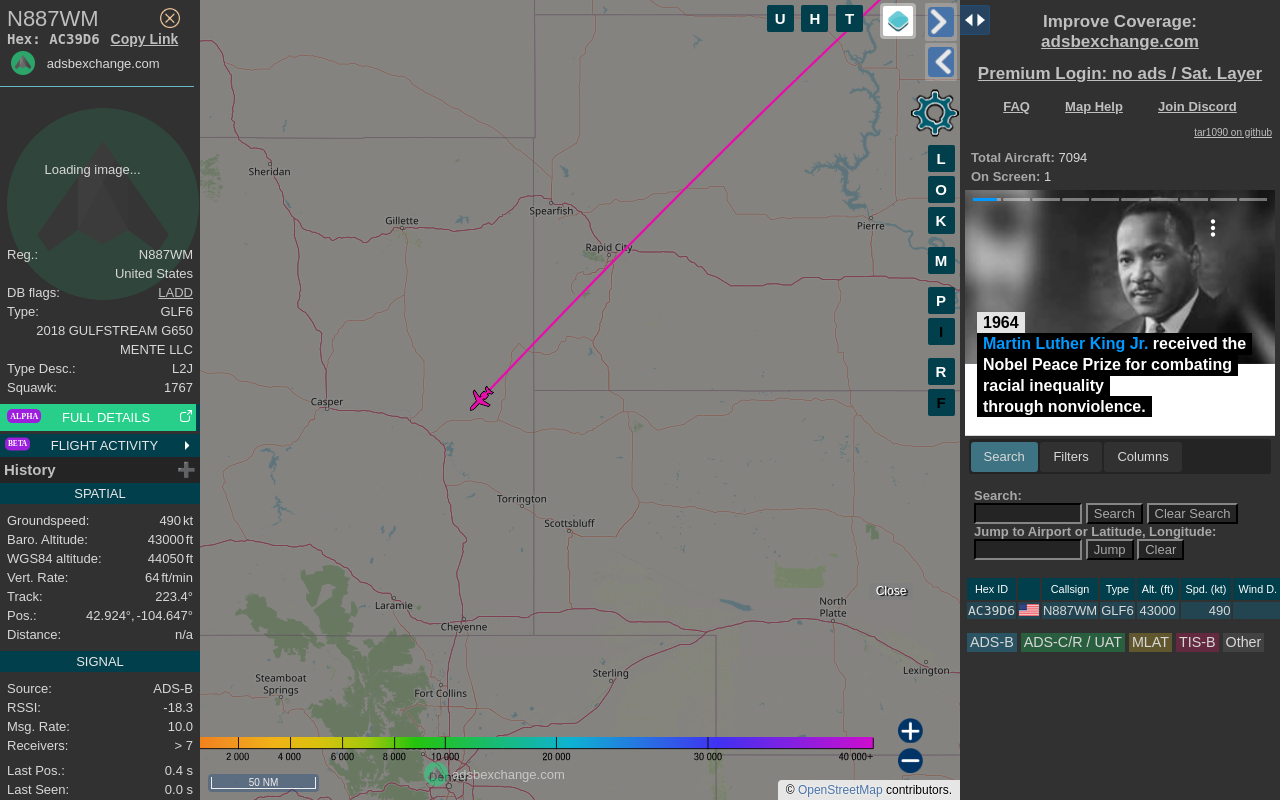 N887WM
Hex: AC39D6 Copy Link
adsbexchange.com
Loading image...
Reg.: N887WM
United States
DB flags: LADD
Type: GLF6
2018 GULFSTREAM G650
MENTE LLC
Type Desc.: L2J
Squawk: 1767
ALPHA FULL DETAILS
BETA FLIGHT ACTIVITY
History
SPATIAL
Groundspeed: 490 kt
Baro. Altitude: 43000 ft
WGS84 altitude: 44050 ft
Vert. Rate: 64 ft/min
Track: 223.4°
Pos.: 42.924°, -104.647°
Distance: n/a
SIGNAL
Source: ADS-B
RSSI: -18.3
Msg. Rate: 10.0
Receivers: > 7
Last Pos.: 0.4 s
Last Seen: 0.0 s
U H T
L
O
K
M
P
I
R
F
Sheridan
Gillette
Spearfish
Rapid City
Pierre
Casper
Torrington
Scottsbluff
Laramie
Cheyenne
North
Platte
Close
Steamboat
Springs
Fort Collins
Sterling
Lexington
Denver
2 000 4 000 6 000 8 000 10 000 20 000 30 000 40 000+
adsbexchange.com
50 NM
© OpenStreetMap contributors.
Improve Coverage:
adsbexchange.com
Premium Login: no ads / Sat. Layer
FAQ Map Help Join Discord
tar1090 on github
Total Aircraft: 7094
On Screen: 1
1964
Martin Luther King Jr. received the
Nobel Peace Prize for combating
racial inequality
through nonviolence.
Search Filters Columns
Search:
Search Clear Search
Jump to Airport or Latitude, Longitude:
Jump Clear
Hex ID Callsign Type Alt. (ft) Spd. (kt) Wind D.
AC39D6 N887WM GLF6 43000 490
ADS-B ADS-C/R / UAT MLAT TIS-B Other